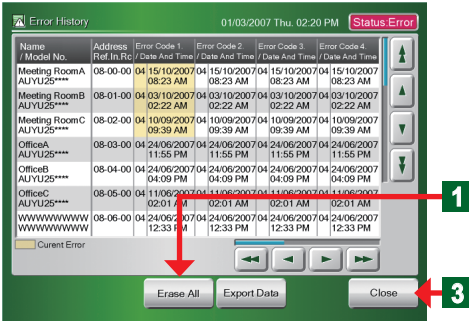 Error History 01/03/2007 Thu. 02:20 PM Status:Error
Name Address Error Code 1. Error Code 2. Error Code 3. Error Code 4.
/ Model No. Ref.In.Rc / Date And Time / Date And Time / Date And Time / Date And Time
Meeting RoomA 08-00-00 04 15/10/2007 04 15/10/2007 04 15/10/2007 04 15/10/2007
AUYU25**** 08:23 AM 08:23 AM 08:23 AM 08:23 AM
Meeting RoomB 08-01-00 04 03/10/2007 04 03/10/2007 04 03/10/2007 04 03/10/2007
AUYU25**** 02:22 AM 02:22 AM 02:22 AM 02:22 AM
Meeting RoomC 08-02-00 04 10/09/2007 04 10/09/2007 04 10/09/2007 04 10/09/2007
AUYU25**** 09:39 AM 09:39 AM 09:39 AM 09:39 AM
OfficeA 08-03-00 04 24/06/2007 04 24/06/2007 04 24/06/2007 04 24/06/2007
AUYU25**** 11:55 PM 11:55 PM 11:55 PM 11:55 PM
OfficeB 08-04-00 04 24/06/2007 04 24/06/2007 04 24/06/2007 04 24/06/2007
AUYU25**** 04:09 PM 04:09 PM 04:09 PM 04:09 PM
OfficeC 08-05-00 04 11/06/2007 04 11/06/2007 04 11/06/2007 04 11/06/2007
AUYU25**** 02:01 AM 02:01 AM 02:01 AM 02:01 AM
WWWWWWWWW 08-06-00 04 24/06/2007 04 24/06/2007 04 24/06/2007 04 24/06/2007
WWWWWWWWW 12:33 PM 12:33 PM 12:33 PM 12:33 PM
Curent Error
1
Erase All Export Data Close
3